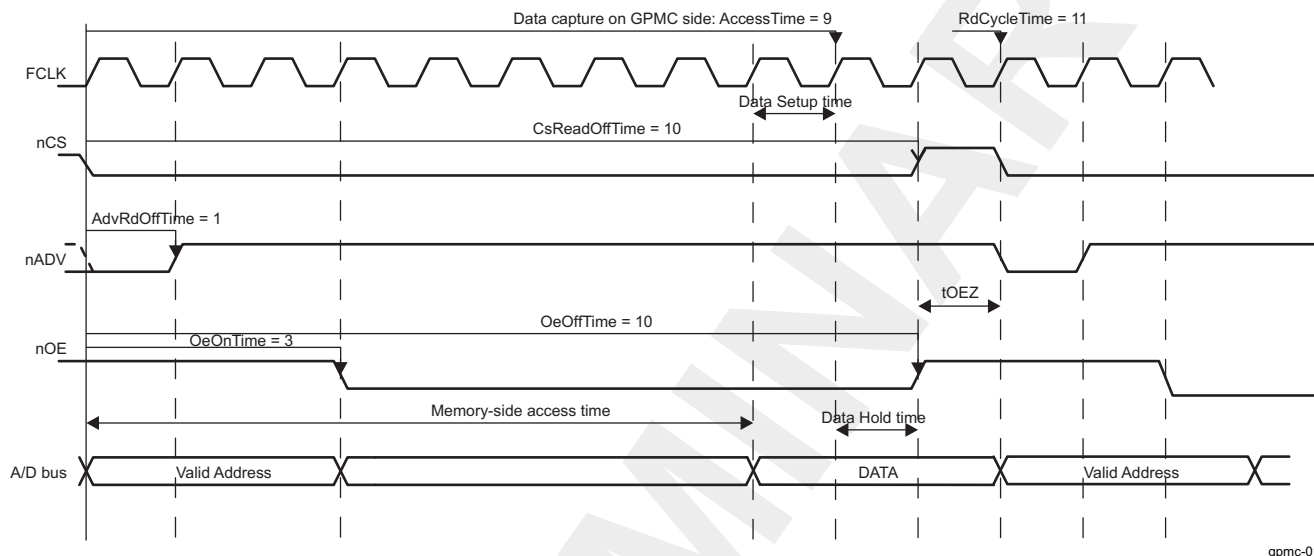 Data capture on GPMC side: AccessTime = 9
RdCycleTime = 11
FCLK
Data Setup time
CsReadOffTime = 10
nCS
AdvRdOffTime = 1
nADV
tOEZ
OeOffTime = 10
OeOnTime = 3
nOE
Memory-side access time
Data Hold time
A/D bus
Valid Address
DATA
Valid Address